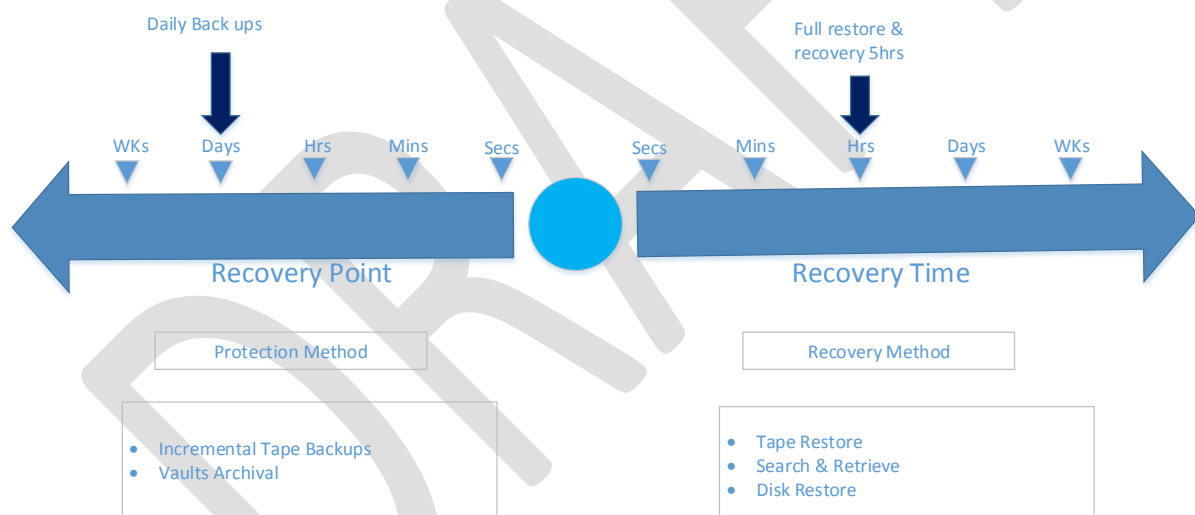 Daily Back ups
Full restore &
recovery 5hrs
WKs Days Hrs Mins Secs Secs Mins Hrs Days WKs
Recovery Point Recovery Time
Protection Method Recovery Method
• Incremental Tape Backups
• Vaults Archival
• Tape Restore
• Search & Retrieve
• Disk Restore
DRAF